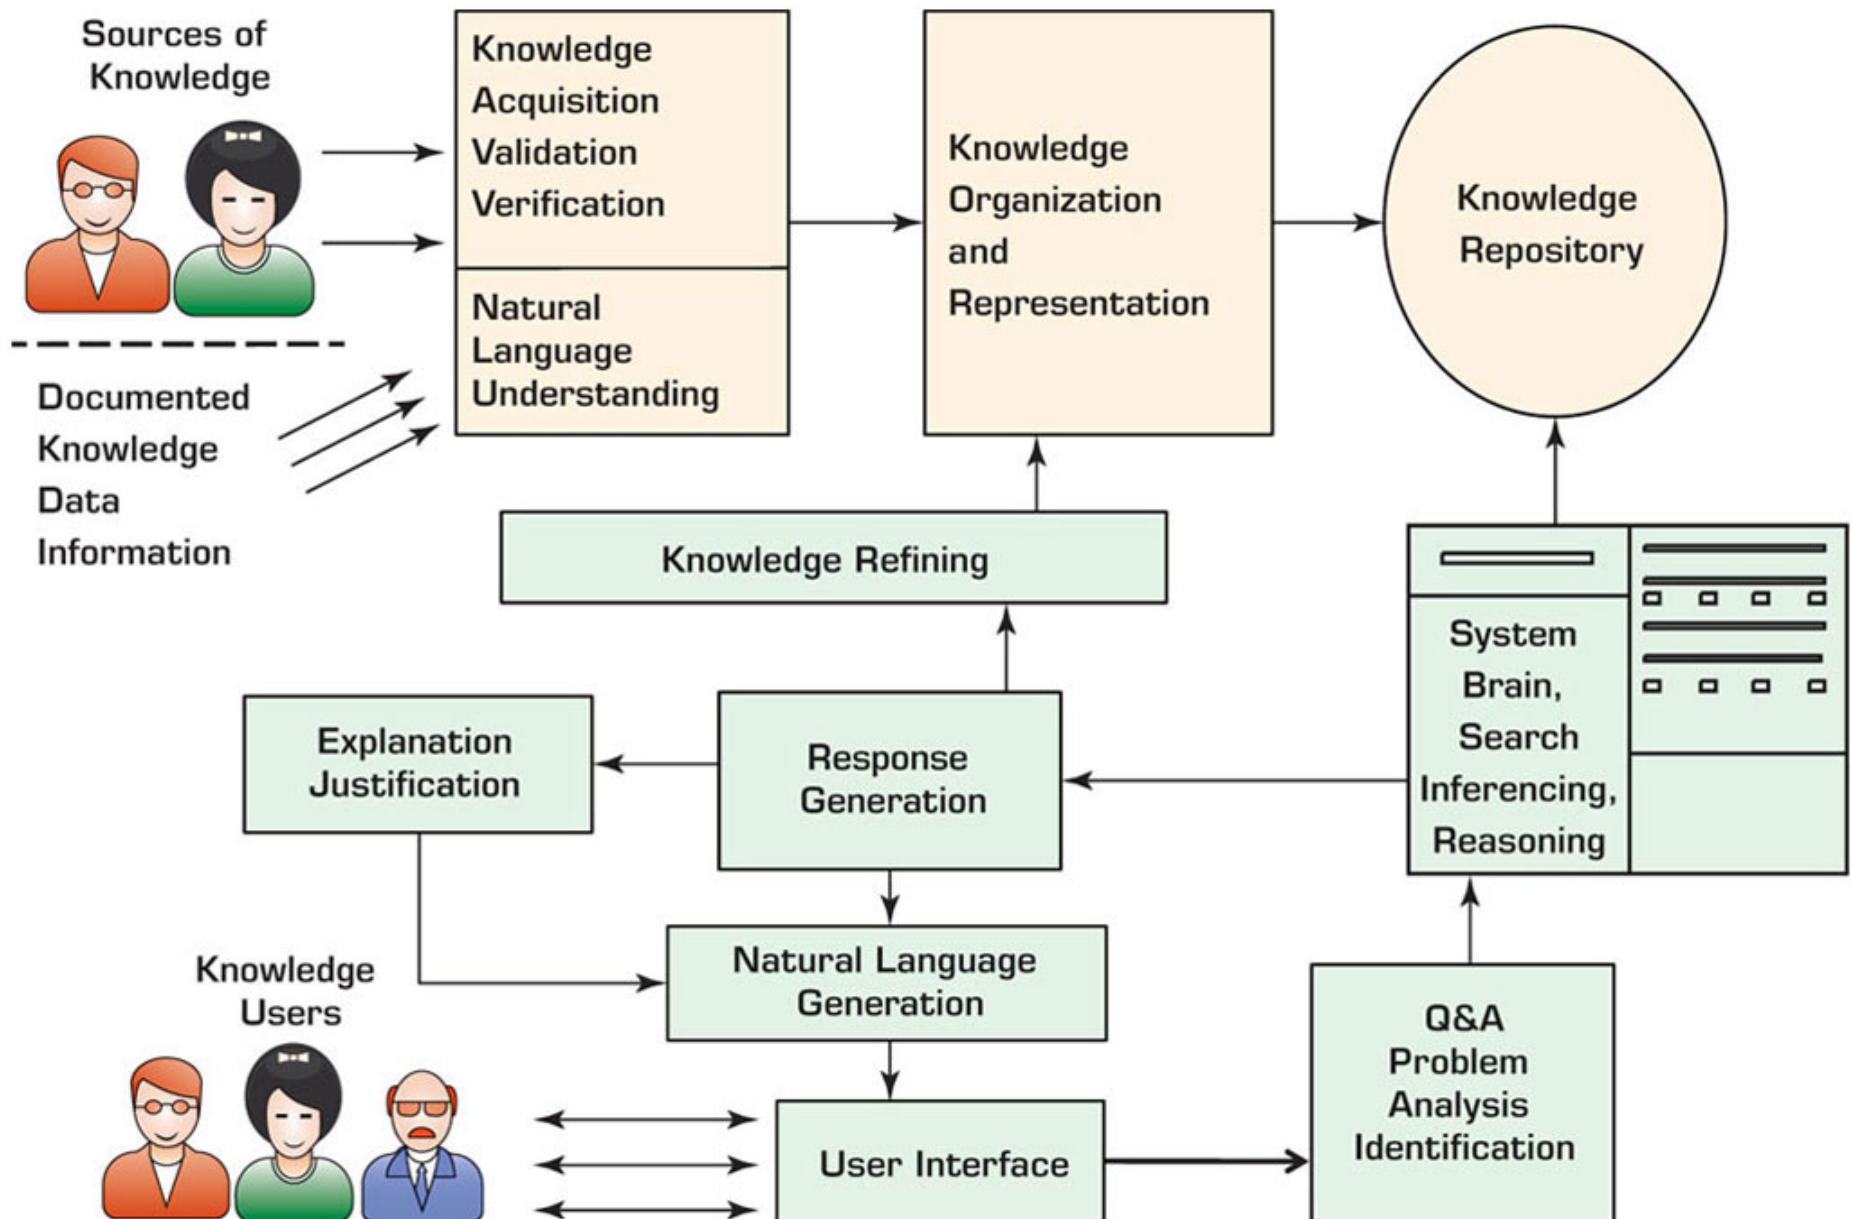 Sources of
Knowledge
Knowledge
Acquisition
Validation
Verification
Natural
Language
Understanding
Knowledge
Organization
and
Representation
Knowledge
Repository
Documented
Knowledge
Data
Information
Knowledge Refining
System
Brain,
Search
Inferencing,
Reasoning
Explanation
Justification
Response
Generation
Natural Language
Generation
Knowledge
Users
User Interface
Q&A
Problem
Analysis
Identification